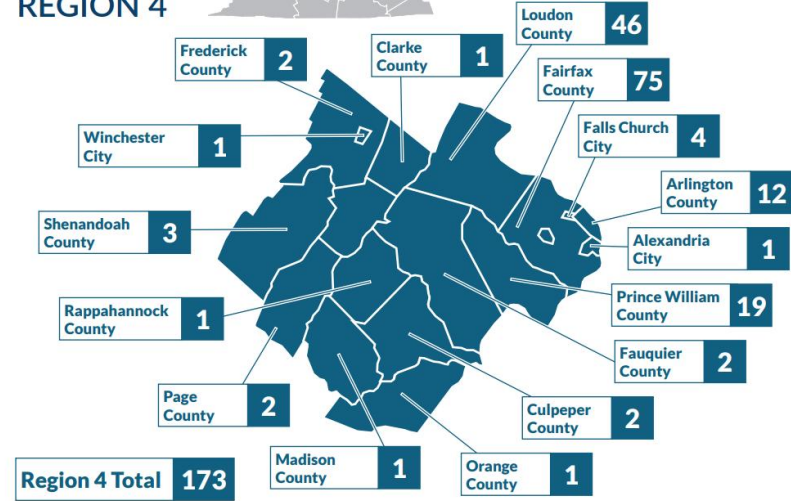 REGION 4
Loudon
County
46
Frederick
County
2
Clarke
County
1
Fairfax
County
75
Winchester
City
1
Falls Church
City
4
Arlington
County
12
Shenandoah
County
3
Alexandria
City
1
Rappahannock
County
1
Prince William
County
19
Fauquier
County
2
Page
County
2
Culpeper
County
2
Madison
County
1
Orange
County
1
Region 4 Total 173